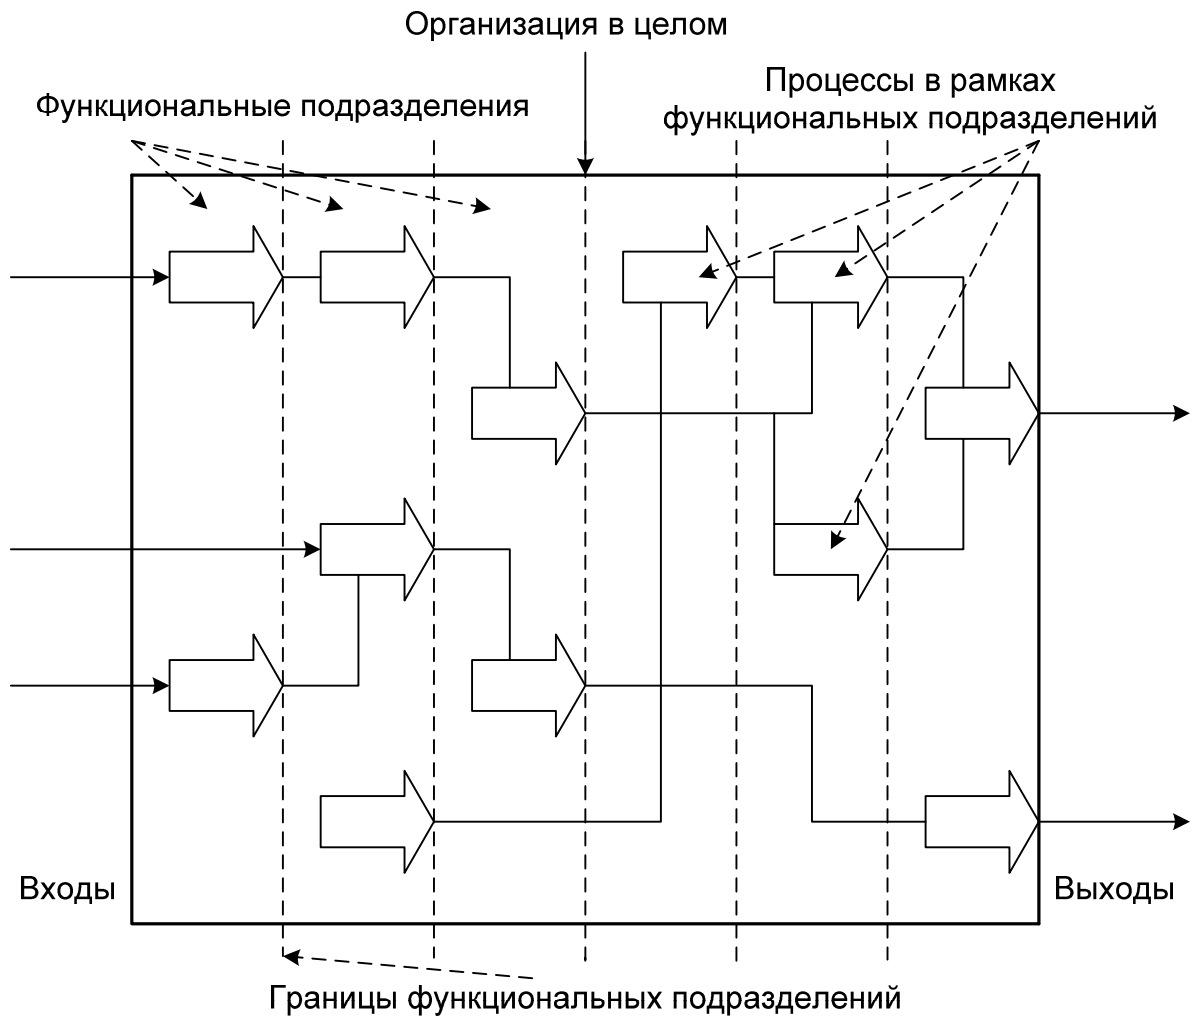 Организация в целом
Функциональные подразделения
Процессы в рамках
функциональных подразделений
Входы
Выходы
Границы функциональных подразделений